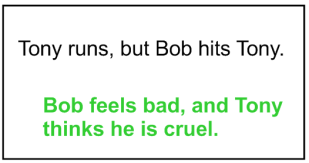 Tony runs, but Bob hits Tony.
Bob feels bad, and Tony
thinks he is cruel.